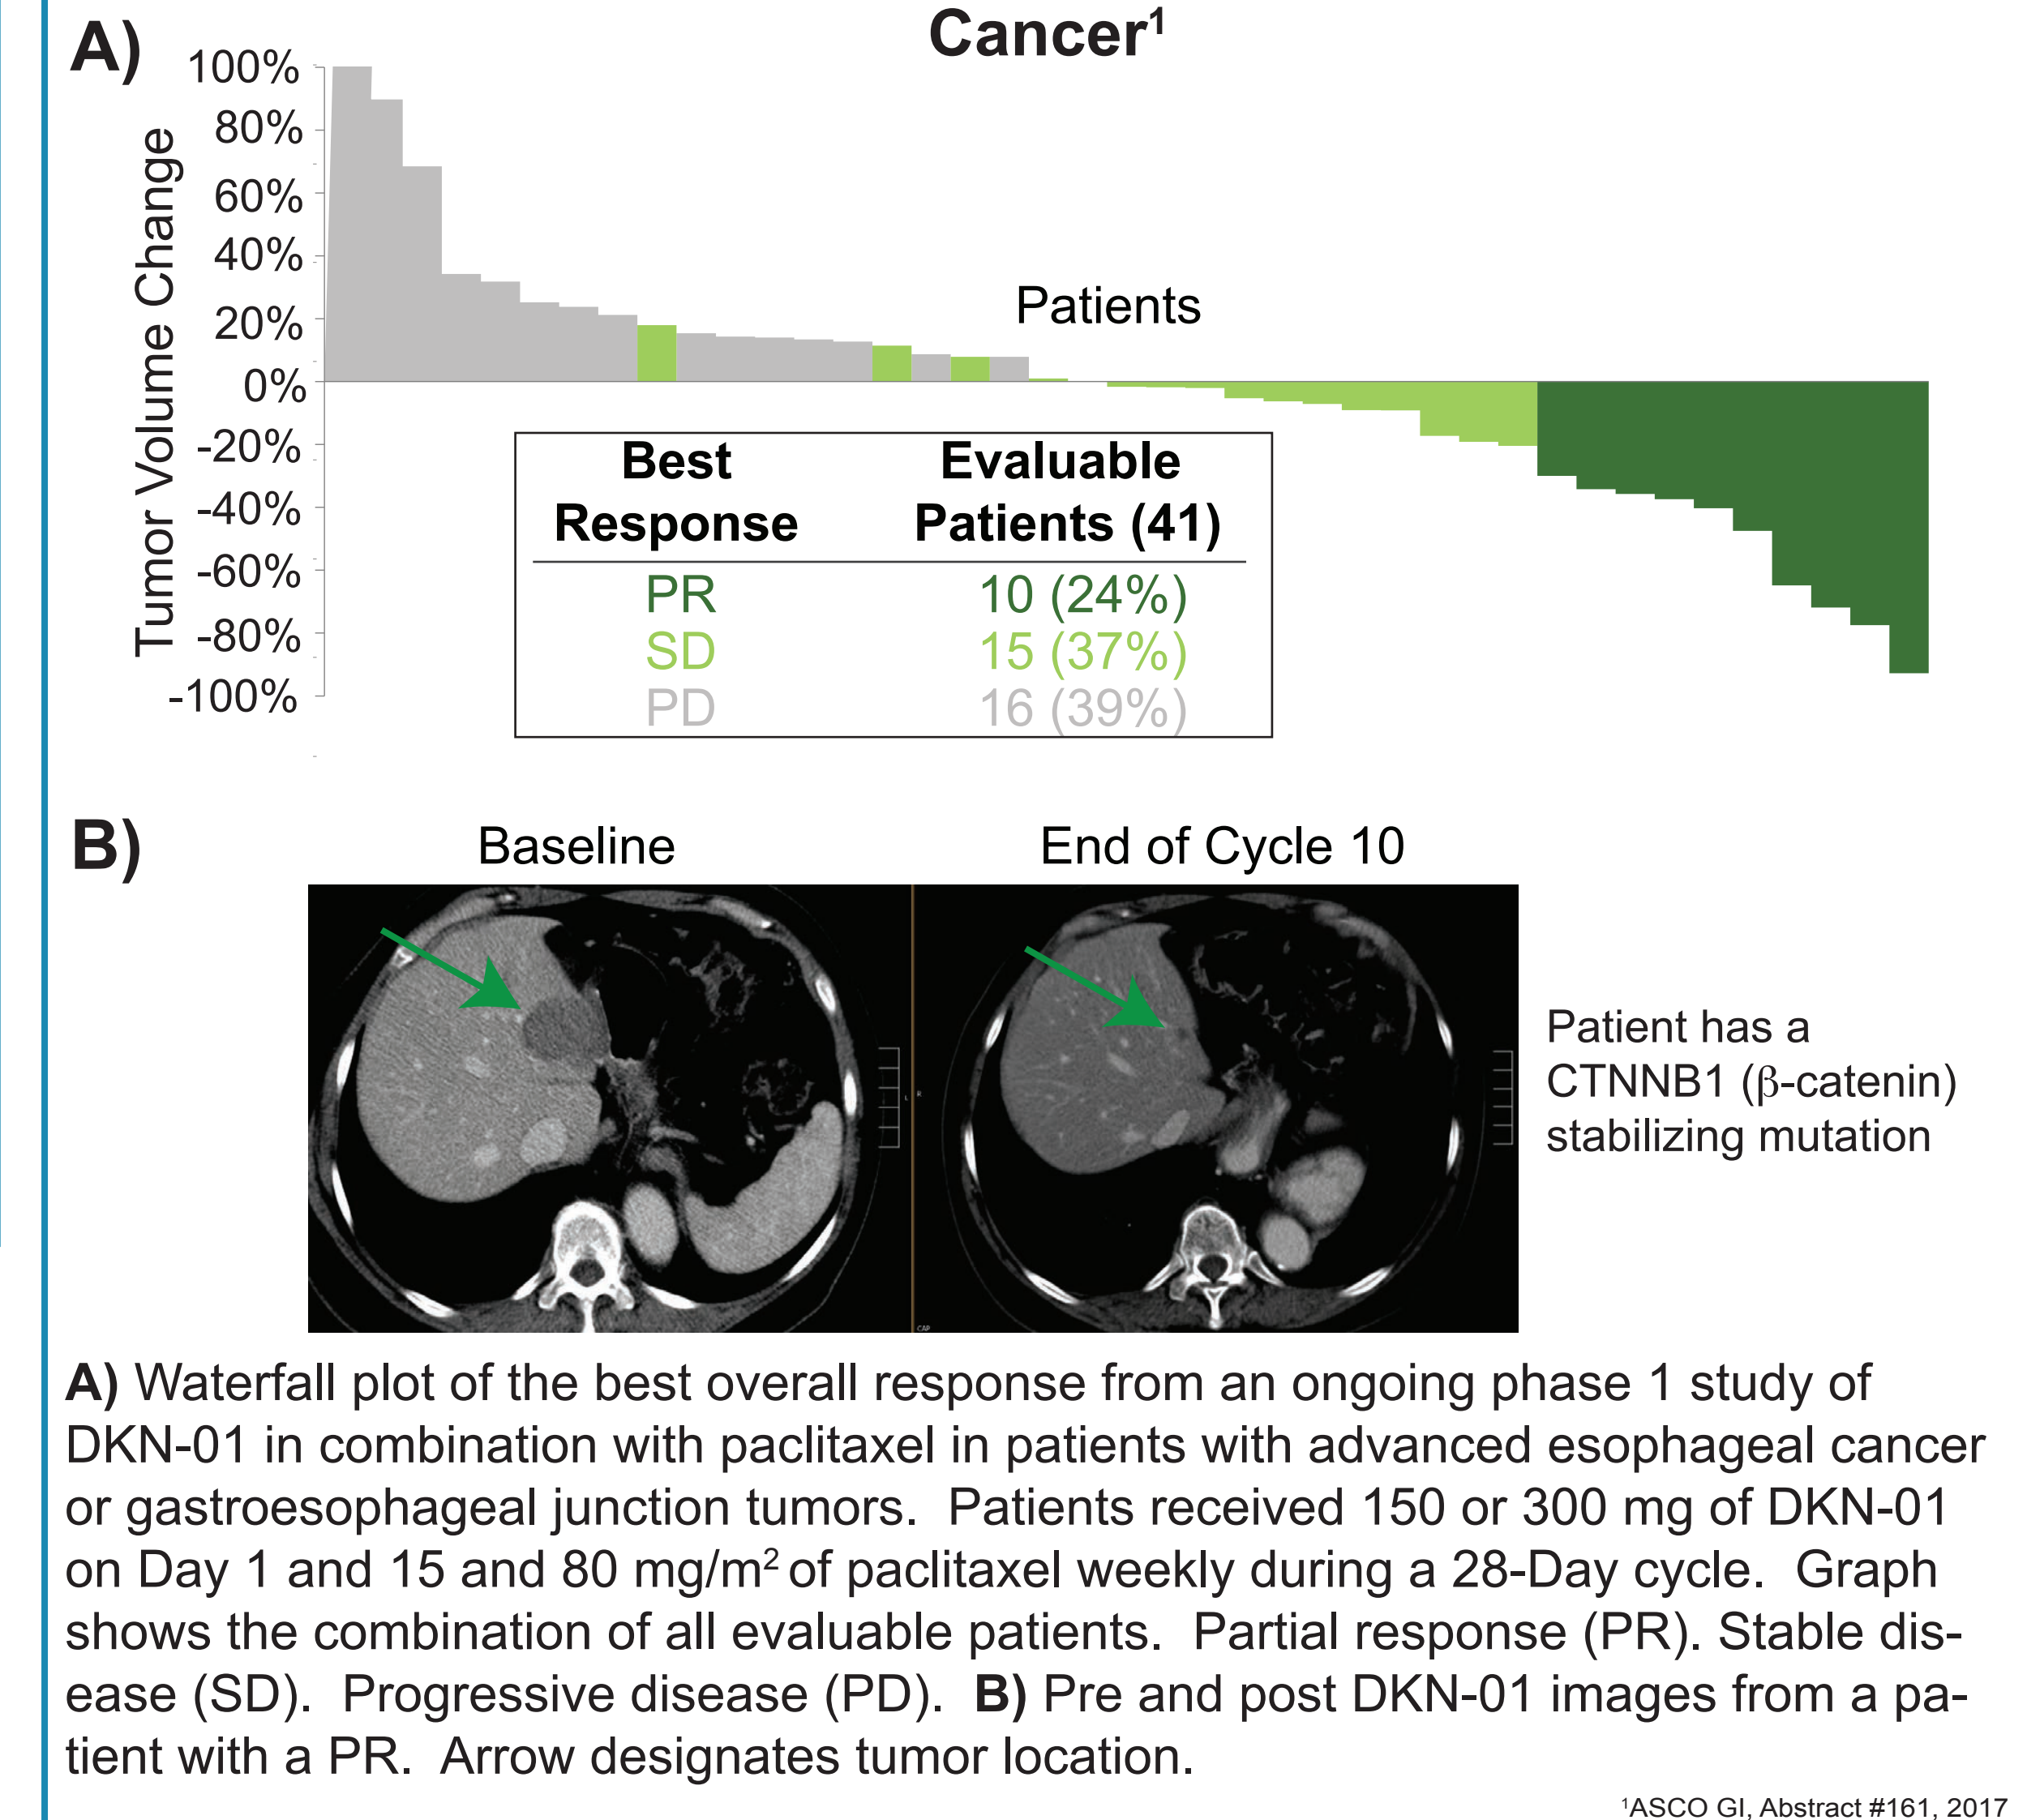 Cancer¹
A)
Tumor Volume Change
100%
80%
60%
40%
20%
0%
-20%
-40%
-60%
-80%
-100%
Patients
Best Response Evaluable Patients (41)
PR 10 (24%)
SD 15 (37%)
PD 16 (39%)
B)
Baseline End of Cycle 10
L
R
CAP
Patient has a
CTNNB1 (β-catenin)
stabilizing mutation
A) Waterfall plot of the best overall response from an ongoing phase 1 study of
DKN-01 in combination with paclitaxel in patients with advanced esophageal cancer
or gastroesophageal junction tumors. Patients received 150 or 300 mg of DKN-01
on Day 1 and 15 and 80 mg/m² of paclitaxel weekly during a 28-Day cycle. Graph
shows the combination of all evaluable patients. Partial response (PR). Stable dis-
ease (SD). Progressive disease (PD). B) Pre and post DKN-01 images from a pa-
tient with a PR. Arrow designates tumor location.
¹ASCO GI, Abstract #161, 2017